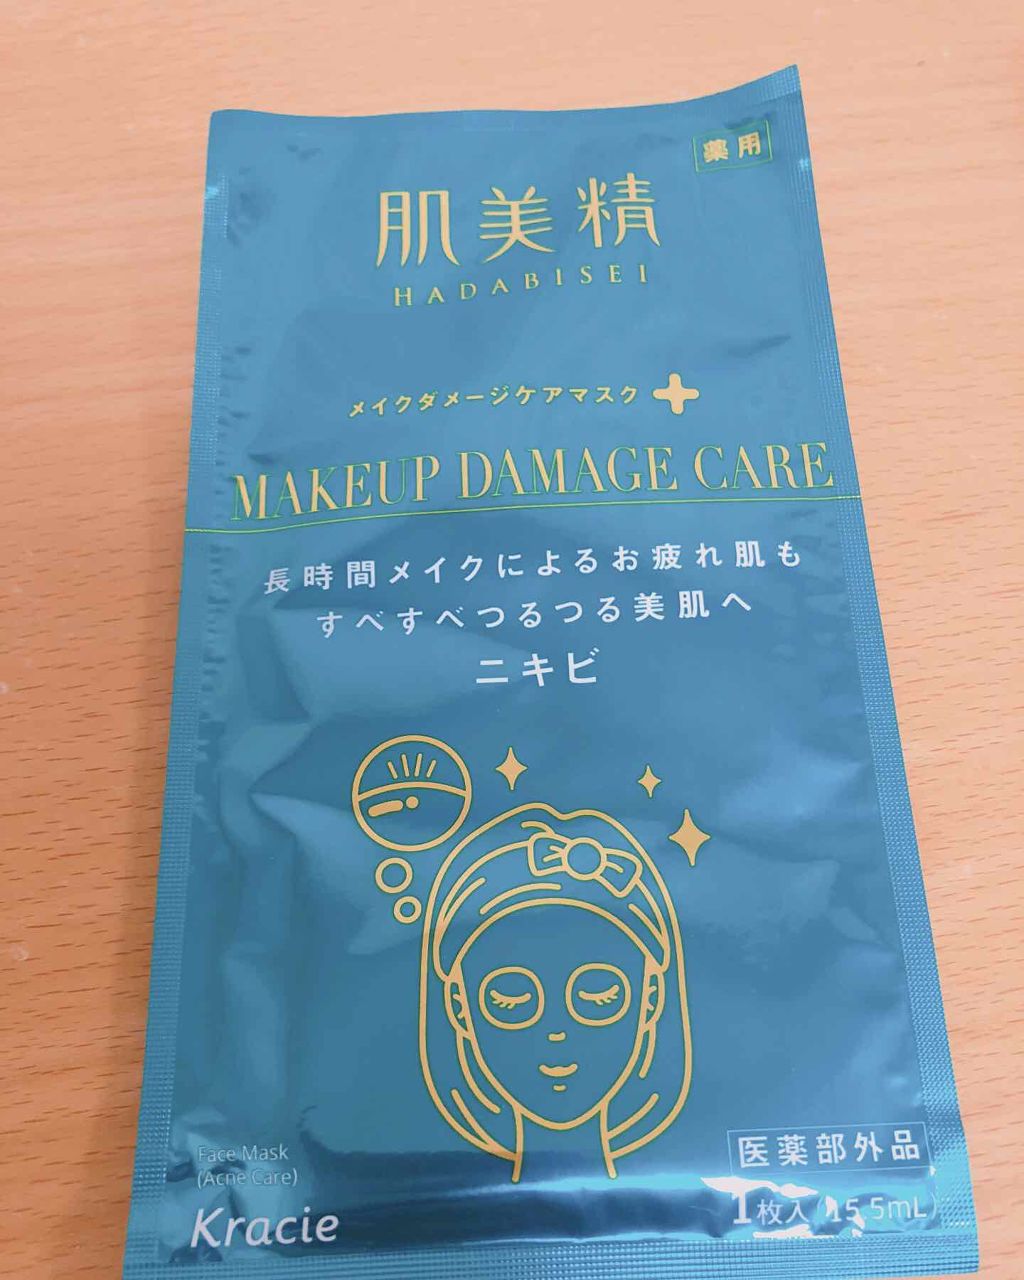 薬用
肌美精
HADABISEI
メイクダメージケアマスク
MAKEUP DAMAGE CARE
長時間メイクによるお疲れ肌も
すべすべつるつる美肌へ
ニキビ
Face Mask
(Acne Care)
Kracie
医薬部外品
1枚入(15.5mL)